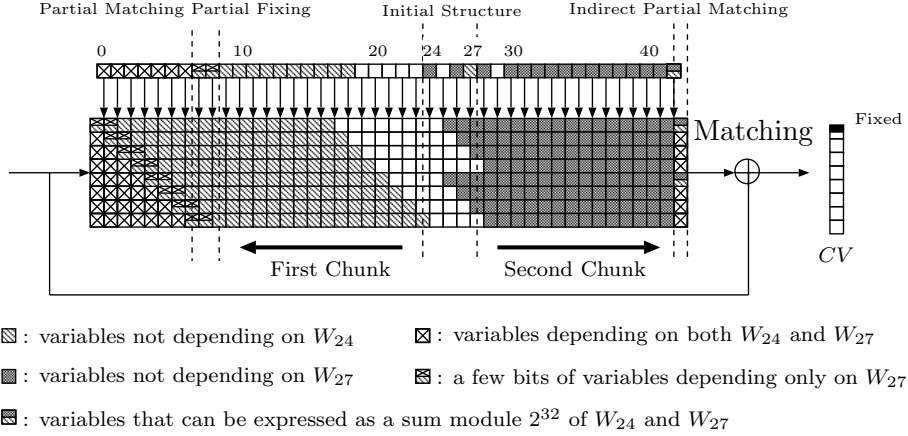 Partial Matching Partial Fixing Initial Structure Indirect Partial Matching
0 10 20 24 27 30 40
Matching
Fixed
CV
First Chunk Second Chunk
: variables not depending on W24
: variables depending on both W24 and W27
: variables not depending on W27
: a few bits of variables depending only on W27
: variables that can be expressed as a sum module 2^32 of W24 and W27